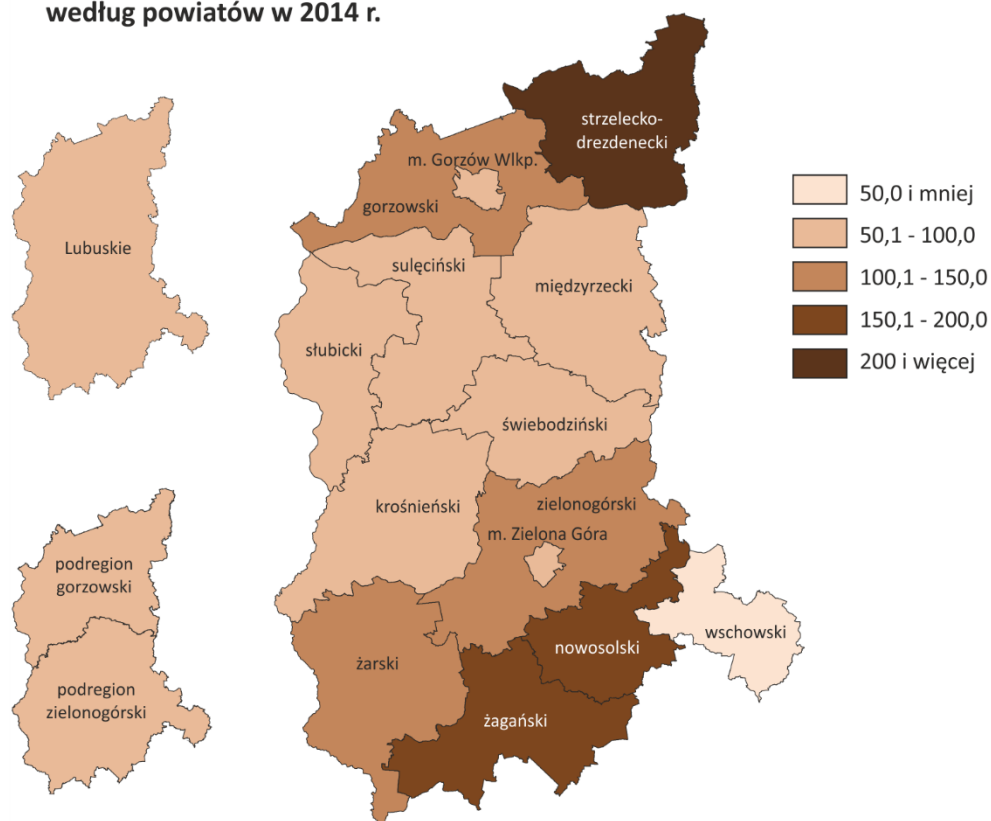 według powiatów w 2014 r.
Lubuskie
podregion
gorzowski
podregion
zielonogórski
strzelecko-
drezdenecki
m. Gorzów Wlkp.
gorzowski
sulęciński
międzyrzecki
słubicki
świebodziński
krośnieński
zielonogórski
m. Zielona Góra
nowosolski
wschowski
żarski
żagański
50,0 i mniej
50,1 - 100,0
100,1 - 150,0
150,1 - 200,0
200 i więcej